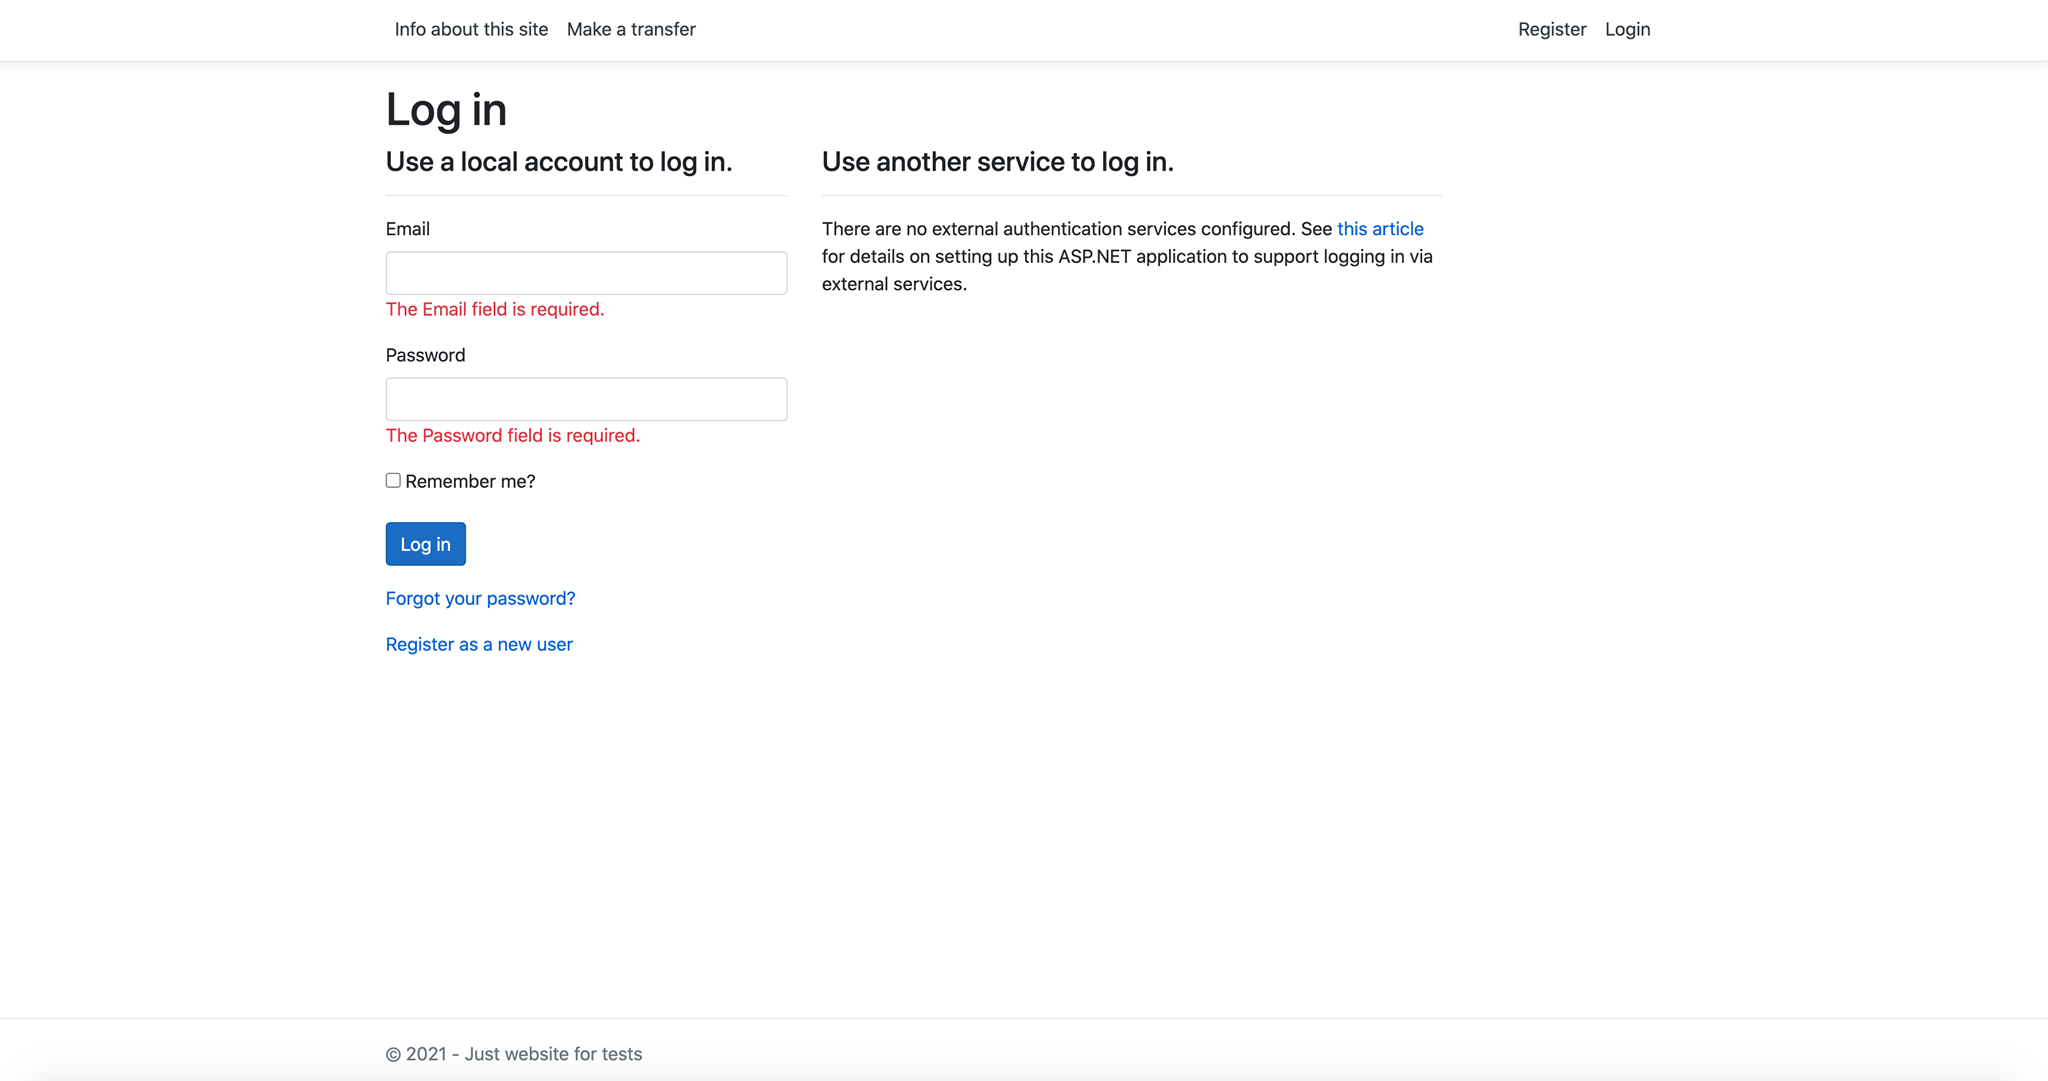 Info about this site Make a transfer Register Login
Log in
Use a local account to log in.
Email
The Email field is required.
Password
The Password field is required.
Remember me?
Log in
Forgot your password?
Register as a new user
Use another service to log in.
There are no external authentication services configured. See this article
for details on setting up this ASP.NET application to support logging in via
external services.
© 2021 - Just website for tests